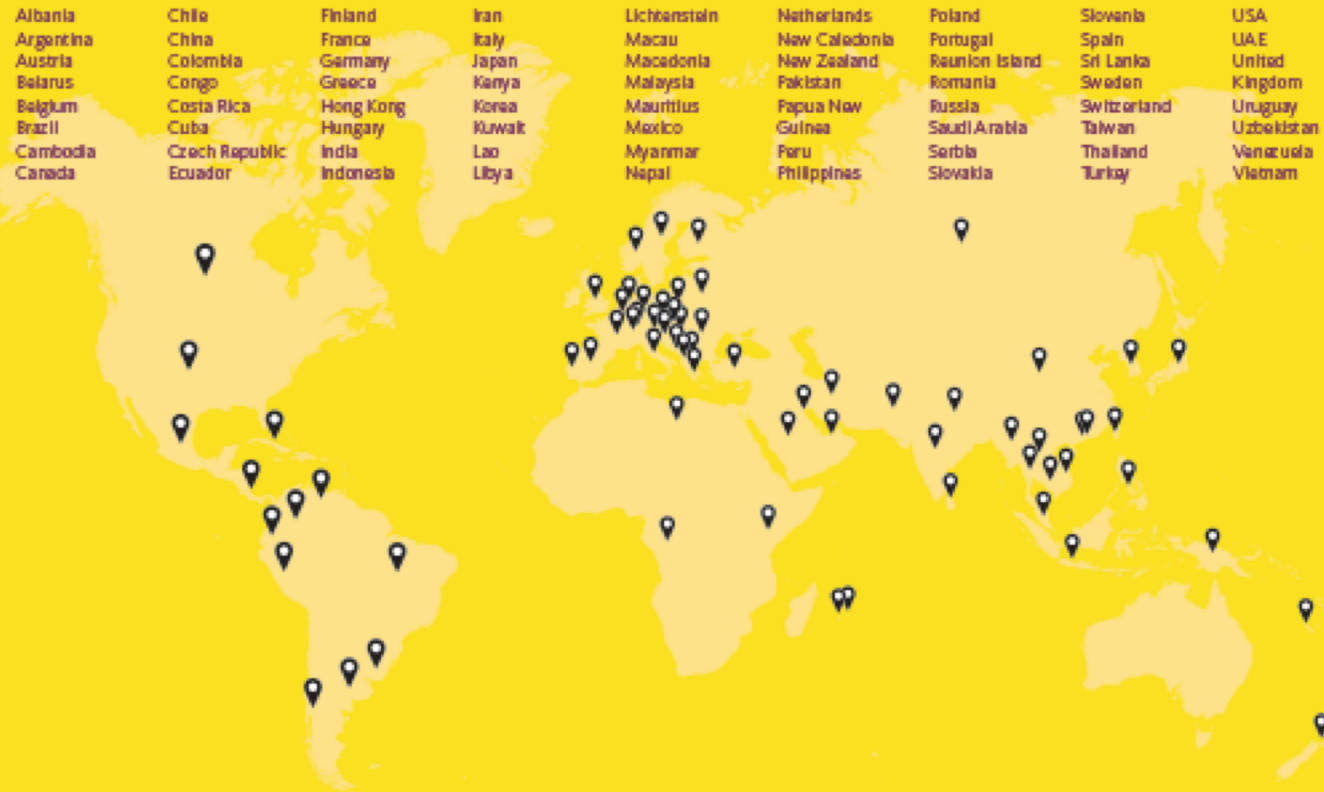 Albania
Argentina
Austria
Belarus
Belgium
Brazil
Cambodia
Canada
Chile
China
Colombia
Congo
Costa Rica
Cuba
Czech Republic
Ecuador
Finland
France
Germany
Greece
Hong Kong
Hungary
India
Indonesia
Iran
Italy
Japan
Kenya
Korea
Kuwait
Lao
Libya
Lichtenstein
Macau
Macedonia
Malaysia
Mauritius
Mexico
Myanmar
Nepal
Netherlands
New Caledonia
New Zealand
Pakistan
Papua New
Guinea
Peru
Philippines
Poland
Portugal
Reunion Island
Romania
Russia
Saudi Arabia
Serbia
Slovakia
Slovenia
Spain
Sri Lanka
Sweden
Switzerland
Taiwan
Thailand
Turkey
USA
UAE
United
Kingdom
Uruguay
Uzbekistan
Venezuela
Vietnam